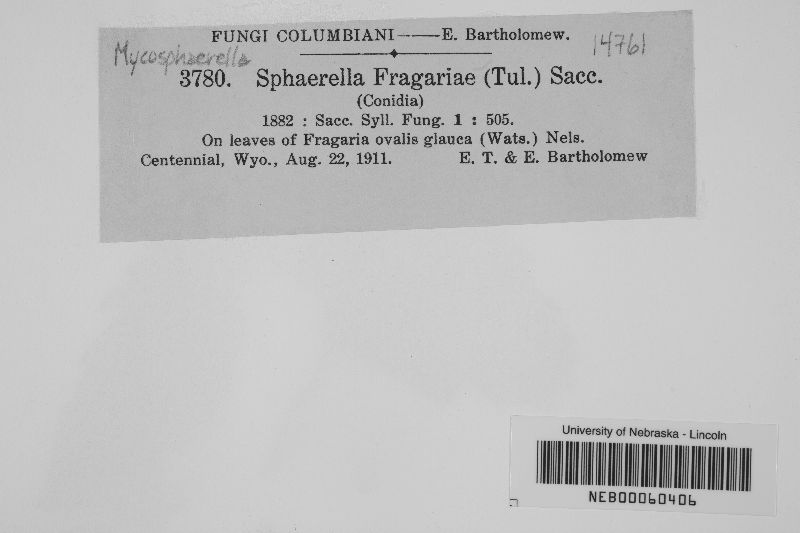 FUNGI COLUMBIANI——E. Bartholomew.
14761
Mycosphaerella
3780. Sphaerella Fragariae (Tul.) Sacc.
(Conidia)
1882 : Sacc. Syll. Fung. 1 : 505.
On leaves of Fragaria ovalis glauca (Wats.) Nels.
Centennial, Wyo., Aug. 22, 1911. E. T. & E. Bartholomew
University of Nebraska - Lincoln
NEB00060406